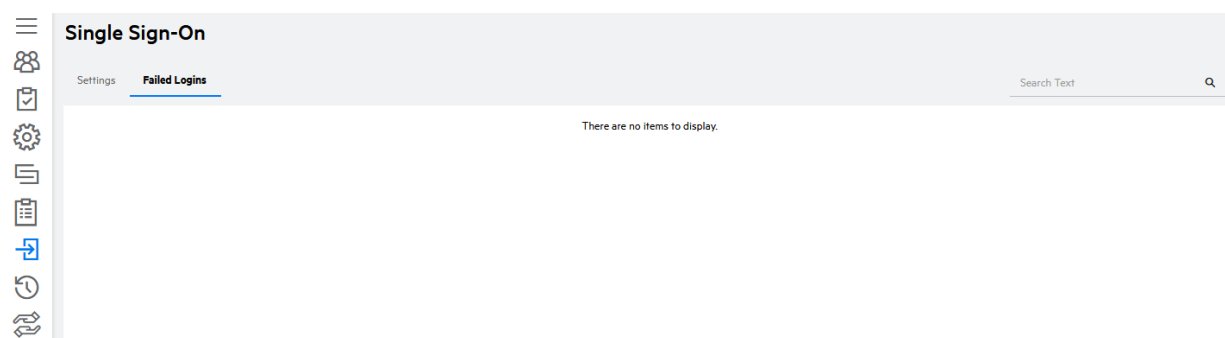 Single Sign-On
Settings Failed Logins Search Text
There are no items to display.